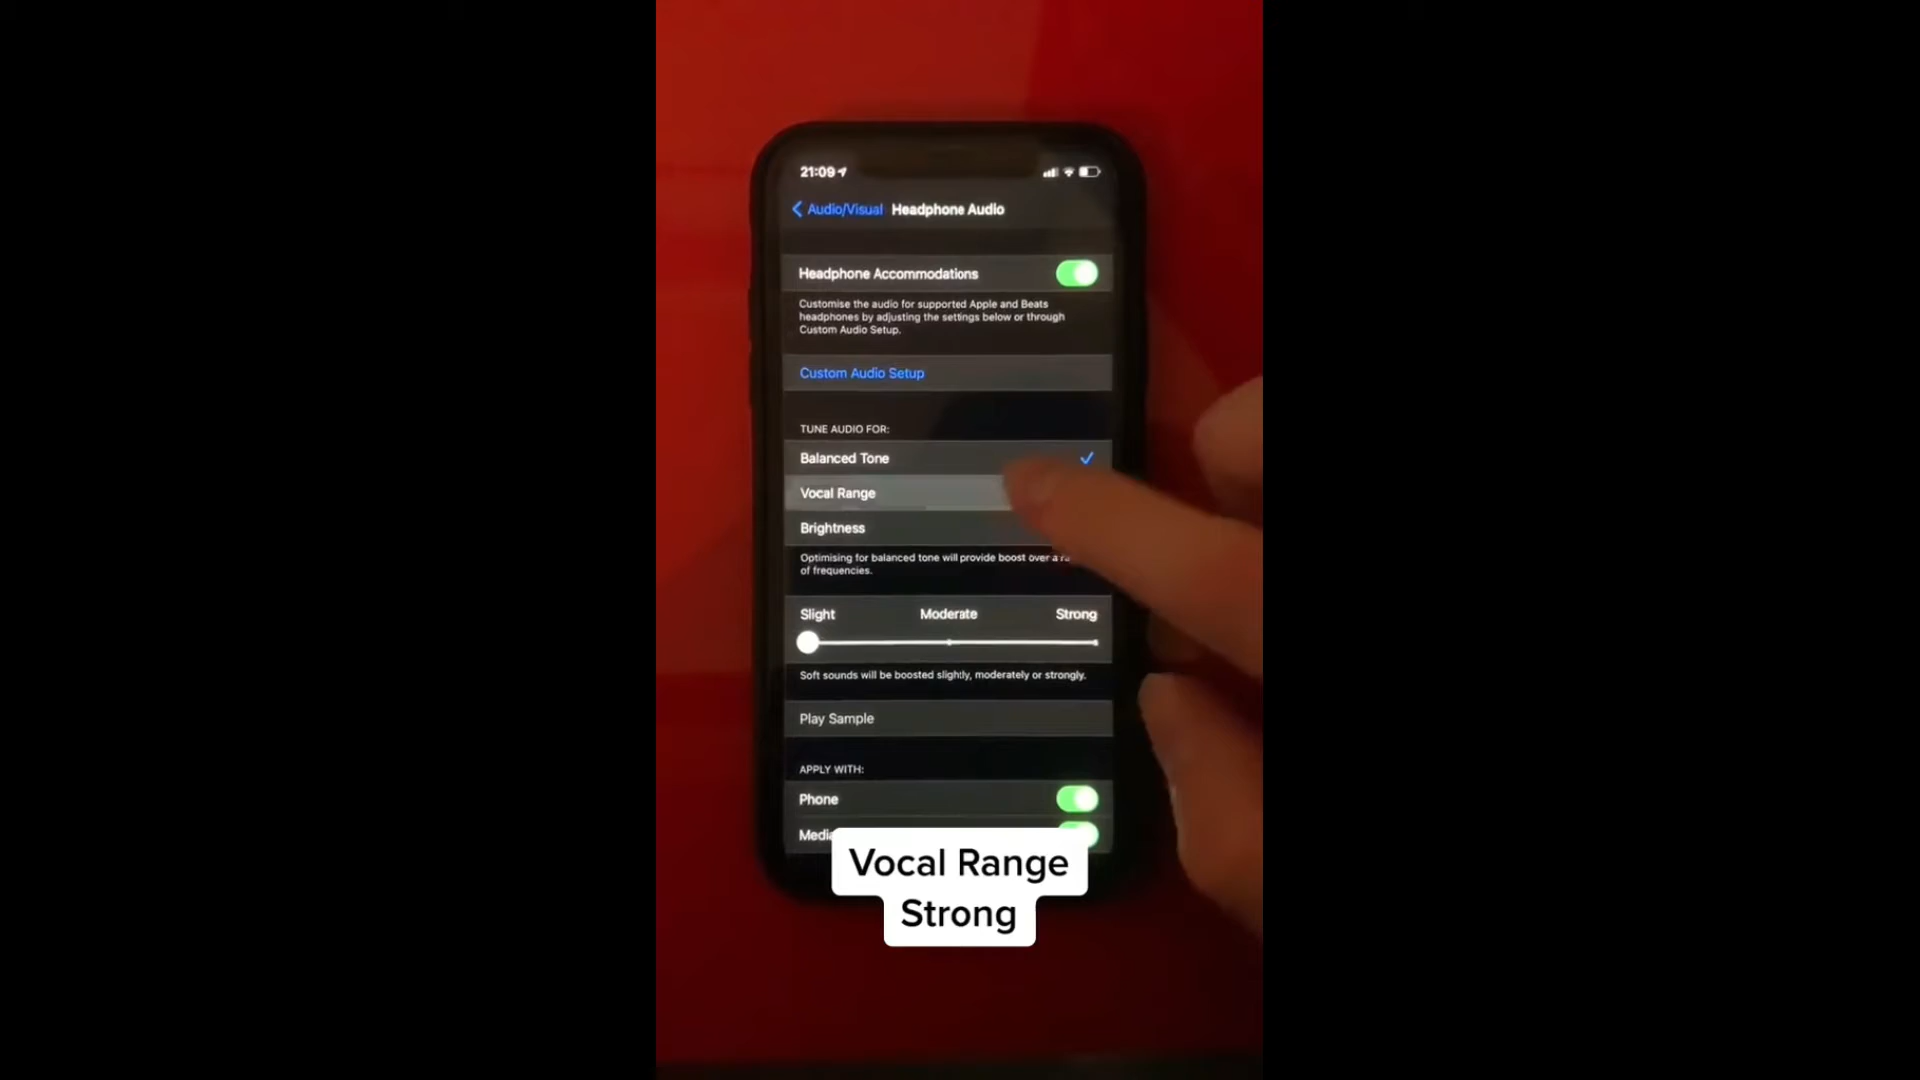 21:09
Audio/Visual Headphone Audio
Headphone Accommodations
Customise the audio for supported Apple and Beats
headphones by adjusting the settings below or through
Custom Audio Setup.
Custom Audio Setup
TUNE AUDIO FOR:
Balanced Tone
Vocal Range
Brightness
Optimising for balanced tone will provide boost over a
of frequencies.
Slight Moderate Strong
Soft sounds will be boosted slightly, moderately or strongly.
Play Sample
APPLY WITH:
Phone
Media
Vocal Range
Strong